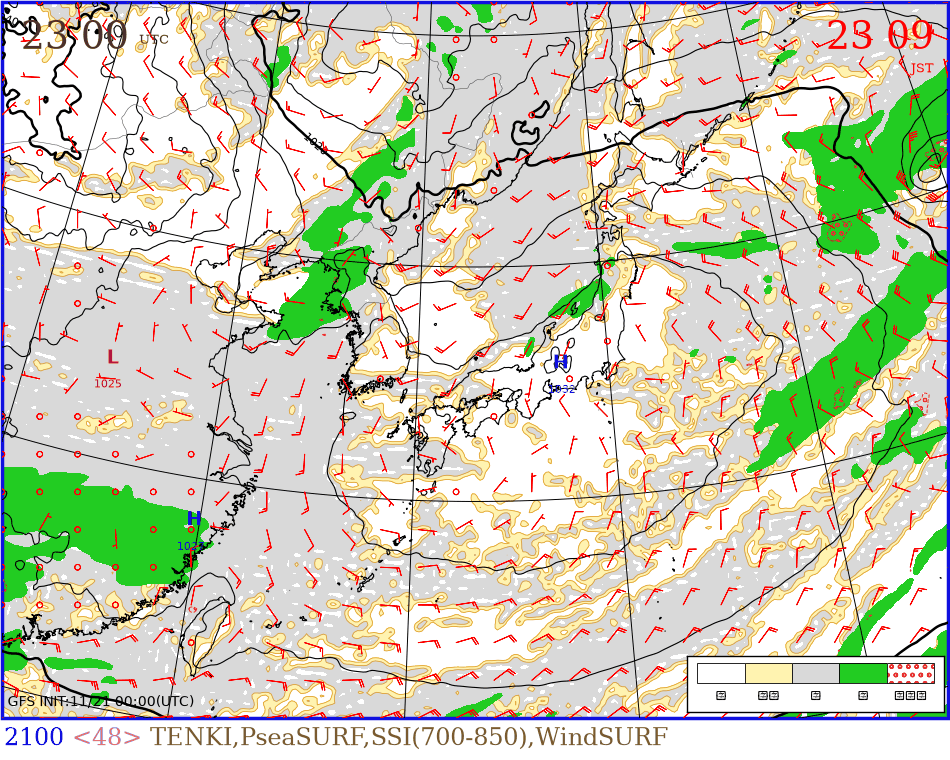 23 00 UTC
23 09 JST
L
1025
H
1032
H
GFS INIT:11/21 00:00(UTC)
2100 <48> TENKI,PseaSURF,SSI(700-850),WindSURF